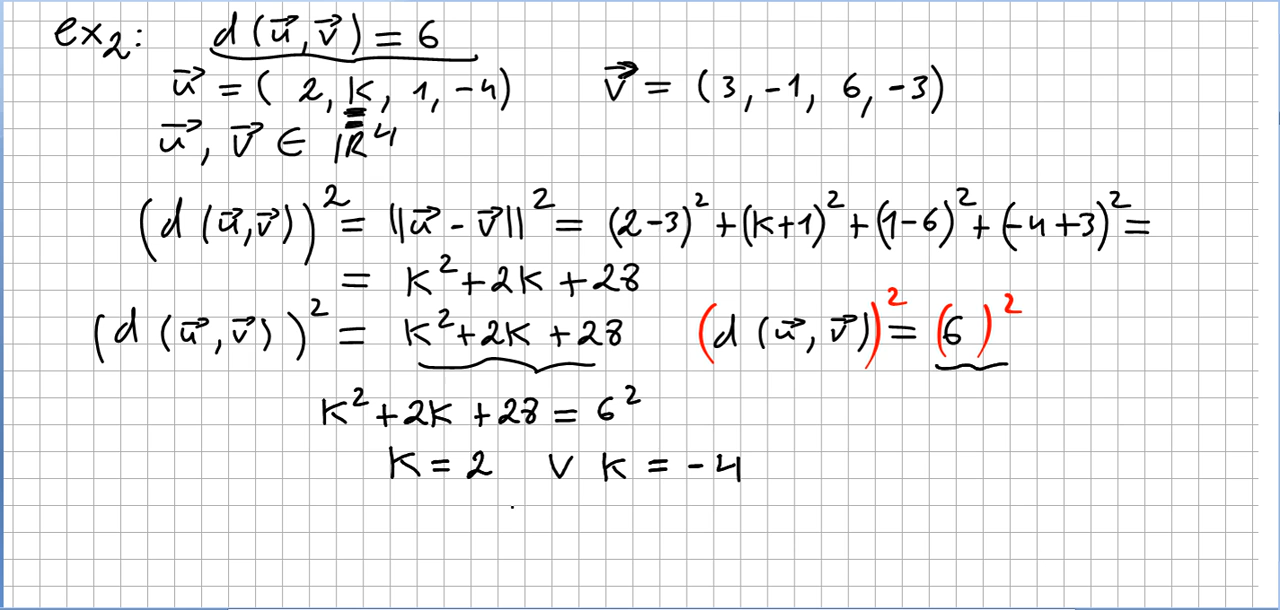 ex2: d(u⃗,v⃗) = 6
u⃗ = (2, K, 1, -4) v⃗ = (3, -1, 6, -3)
u⃗, v⃗ ∈ ℝ⁴
(d(u⃗,v⃗))² = ||u⃗ - v⃗||² = (2-3)² + (K+1)² + (1-6)² + (-4+3)² =
= K² + 2K + 28
(d(u⃗,v⃗))² = K² + 2K + 28 (d(u⃗,v⃗))² = (6)²
K² + 2K + 28 = 6²
K = 2 ∨ K = -4